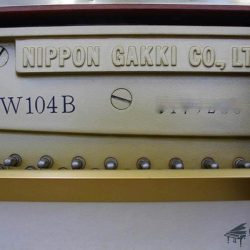 NIPPON GAKKI CO., LT
W104B